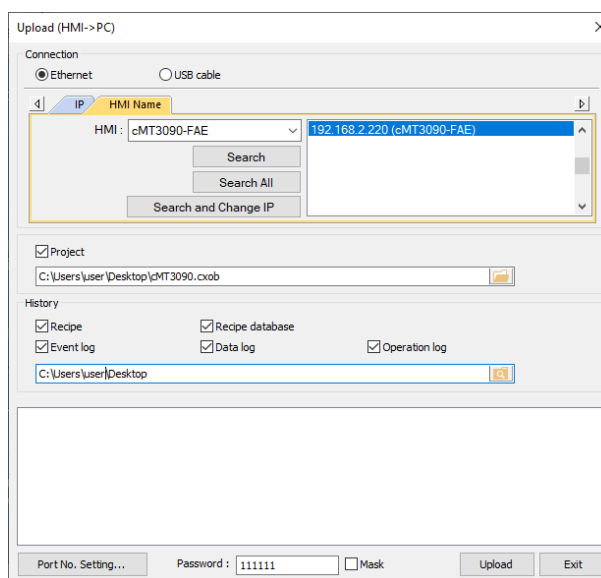 Upload (HMI->PC)
Connection
Ethernet USB cable
IP HMI Name
HMI : cMT3090-FAE 192.168.2.220 (cMT3090-FAE)
Search
Search All
Search and Change IP
Project
C:\Users\user\Desktop\cMT3090.cxob
History
Recipe Recipe database
Event log Data log Operation log
C:\Users\user\Desktop
Port No. Setting... Password : 111111 Mask Upload Exit